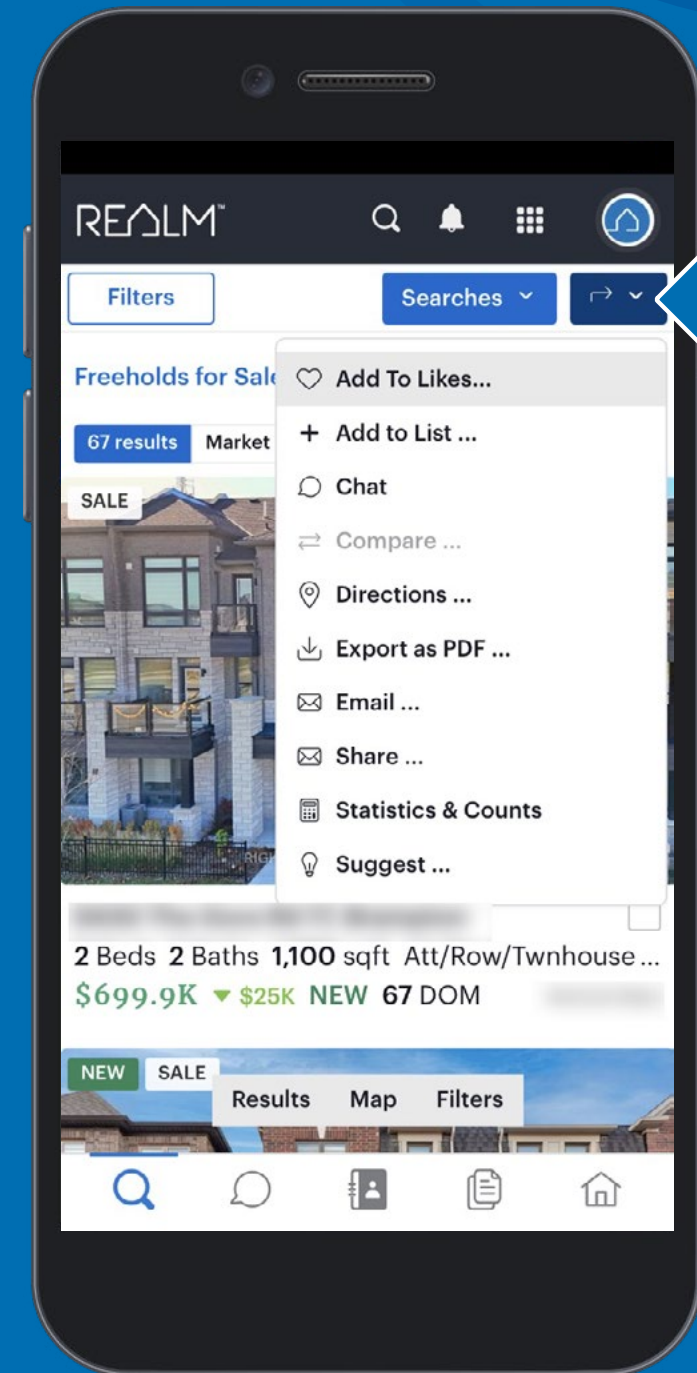 REALM™
Filters
Searches
Freeholds for Sale
67 results Market
SALE
Add To Likes...
Add to List ...
Chat
Compare ...
Directions ...
Export as PDF ...
Email ...
Share ...
Statistics & Counts
Suggest ...
2 Beds 2 Baths 1,100 sqft Att/Row/Twnhouse ...
$699.9K ▼ $25K NEW 67 DOM
NEW SALE
Results Map Filters